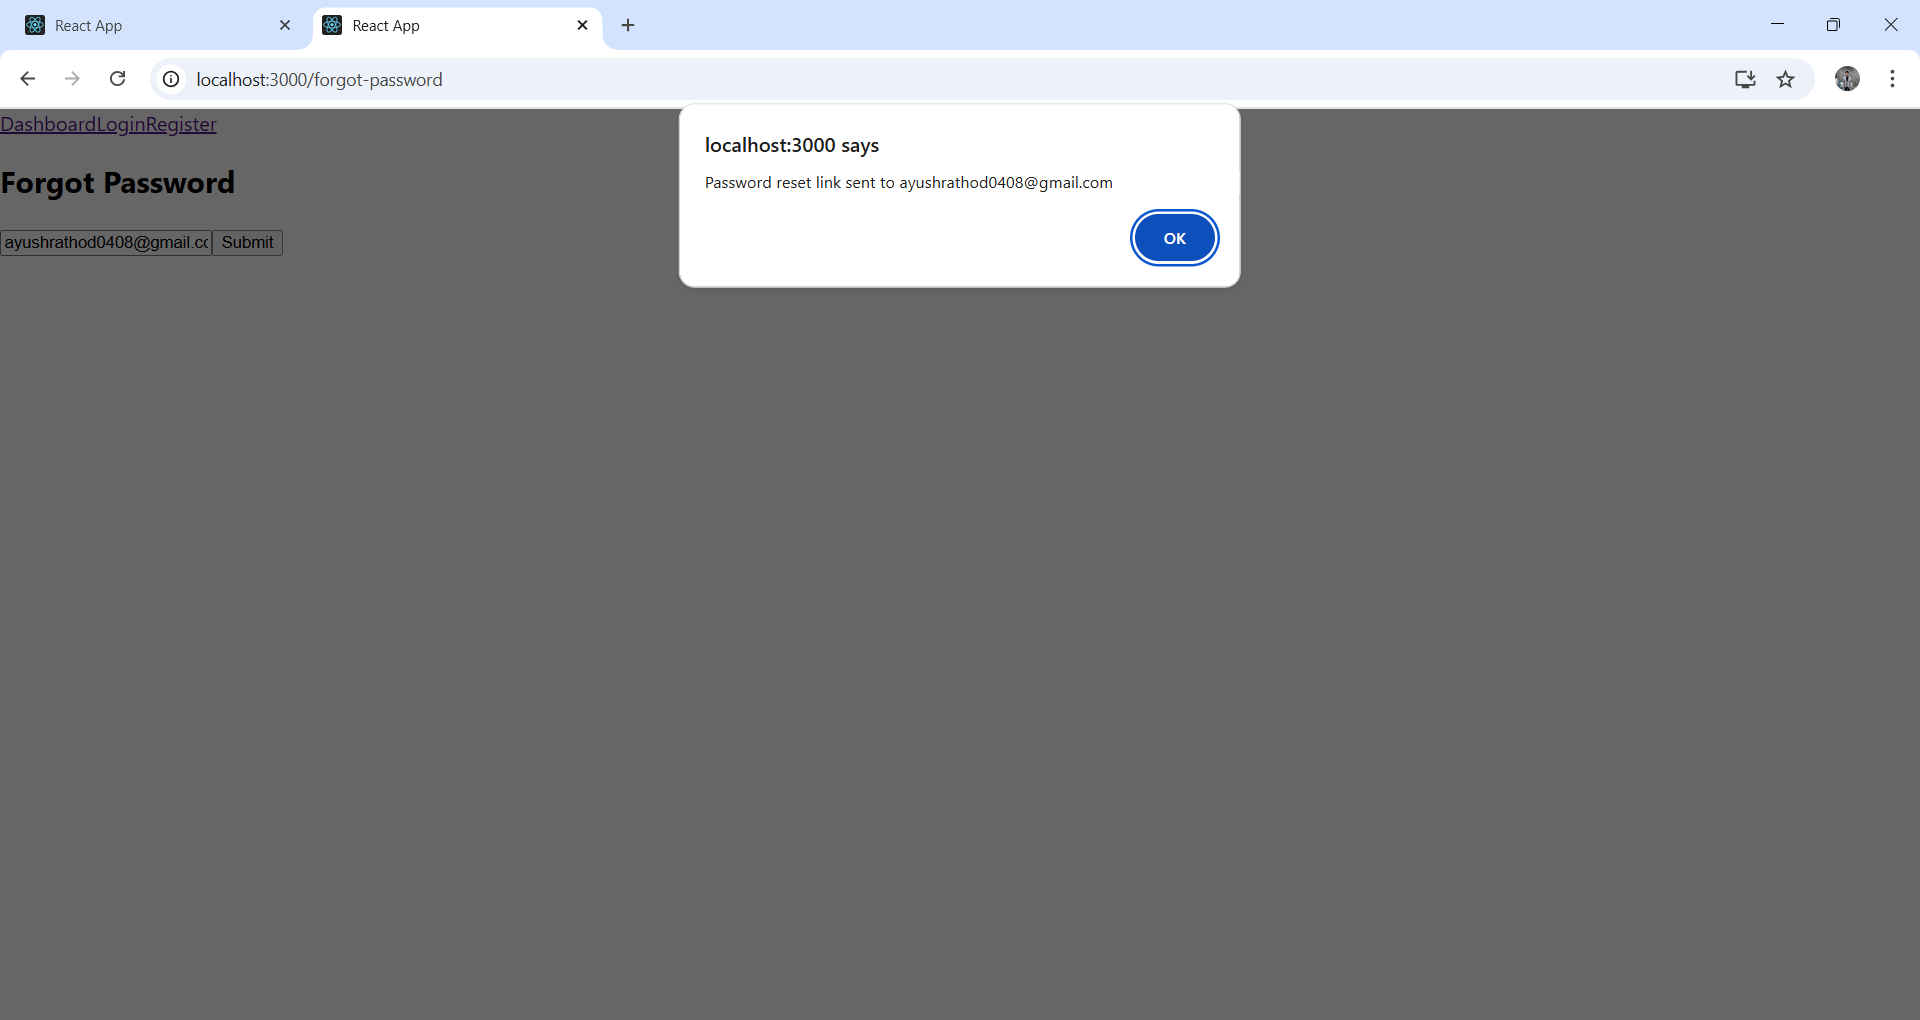 React App
React App
localhost:3000/forgot-password
DashboardLoginRegister
localhost:3000 says
Password reset link sent to ayushrathod0408@gmail.com
OK
Forgot Password
ayushrathod0408@gmail.cc
Submit